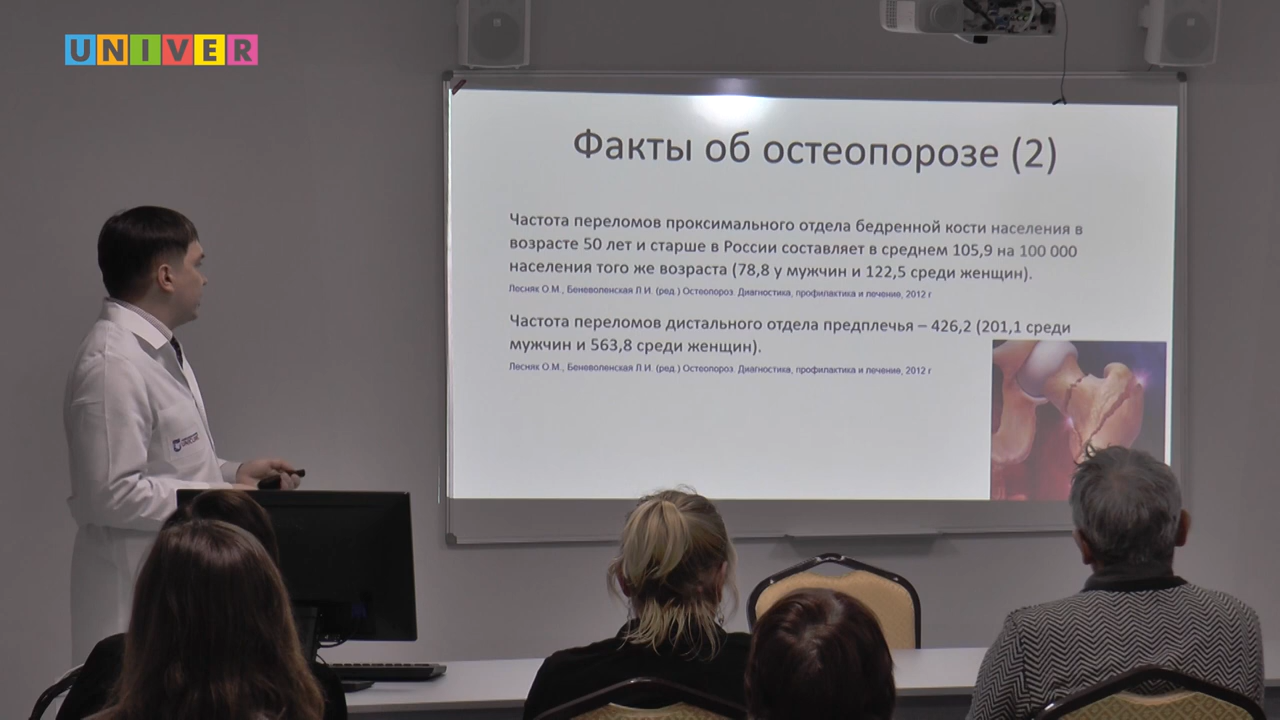 UNIVER
Факты об остеопорозе (2)
Частота переломов проксимального отдела бедренной кости населения в
возрасте 50 лет и старше в России составляет в среднем 105,9 на 100 000
населения того же возраста (78,8 у мужчин и 122,5 среди женщин).
Лесняк О.М., Беневоленская Л.И. (ред.) Остеопороз. Диагностика, профилактика и лечение, 2012 г
Частота переломов дистального отдела предплечья – 426,2 (201,1 среди
мужчин и 563,8 среди женщин).
Лесняк О.М., Беневоленская Л.И. (ред.) Остеопороз. Диагностика, профилактика и лечение, 2012 г